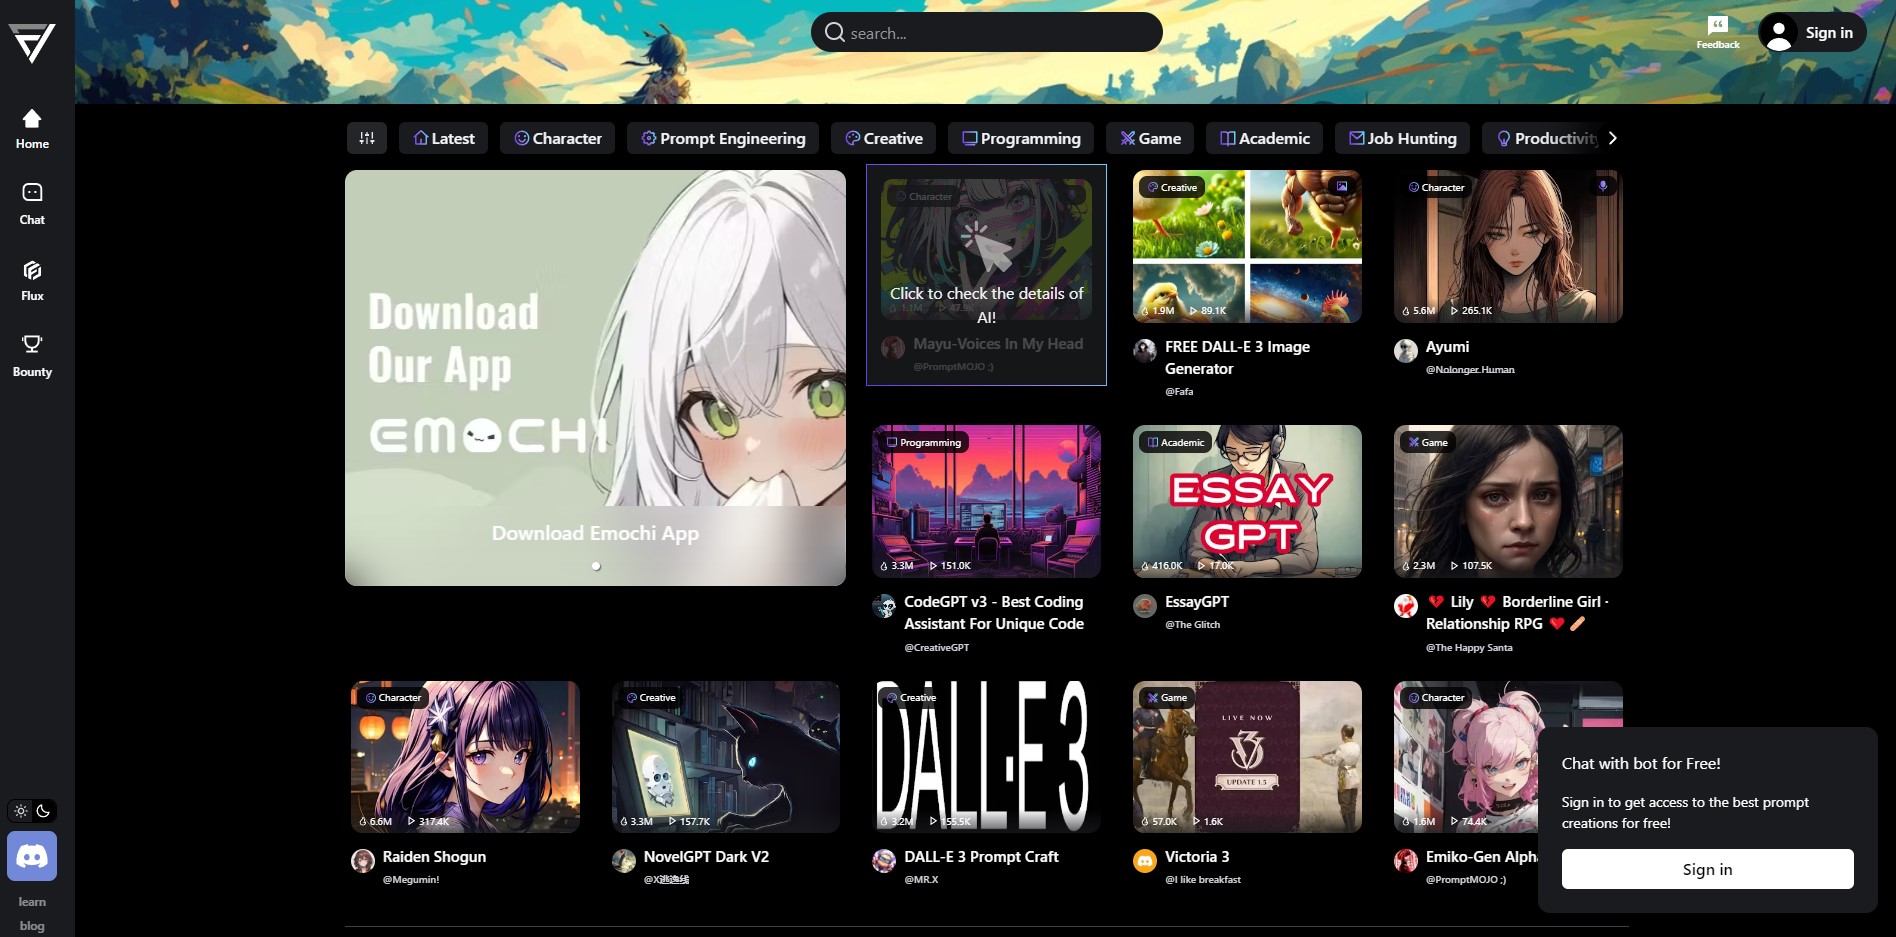 search...
Feedback
Sign in
Home
Chat
Flux
Bounty
learn
blog
Latest
Character
Prompt Engineering
Creative
Programming
Game
Academic
Job Hunting
Productivity
Download
Our App
EMOCHI
Download Emochi App
Character
Click to check the details of
AI!
1.1M
Mayu-Voices In My Head
@PromptMOJO ;)
Creative
1.9M 89.1K
FREE DALL-E 3 Image
Generator
@Fafa
Character
5.6M 265.1K
Ayumi
@Nolonger.Human
Programming
3.3M 151.0K
CodeGPT v3 - Best Coding
Assistant For Unique Code
@CreativeGPT
Academic
ESSAY
GPT
416.0K 17.0K
EssayGPT
@The Glitch
Game
2.3M 107.5K
💔 Lily 💔 Borderline Girl ·
Relationship RPG ❤️‍🩹
@The Happy Santa
Character
6.6M 317.4K
Raiden Shogun
@Megumin!
Creative
3.3M 157.7K
NovelGPT Dark V2
Creative
DALL·E 3
3.2M 155.5K
DALL-E 3 Prompt Craft
@MR.X
Game
LIVE NOW
V3
UPDATE 1.5
57.0K 1.6K
Victoria 3
@I like breakfast
Character
1.6M 74.4K
Emiko-Gen Alph
@PromptMOJO ;)
Chat with bot for Free!
Sign in to get access to the best prompt
creations for free!
Sign in